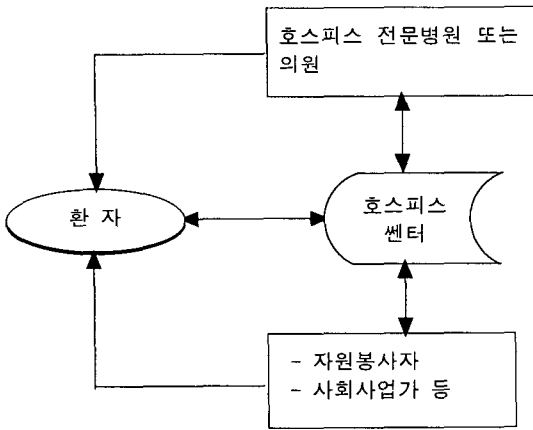 호스피스 전문병원 또는
의원
환 자
호스피스
쎈터
- 자원봉사자
- 사회사업가 등